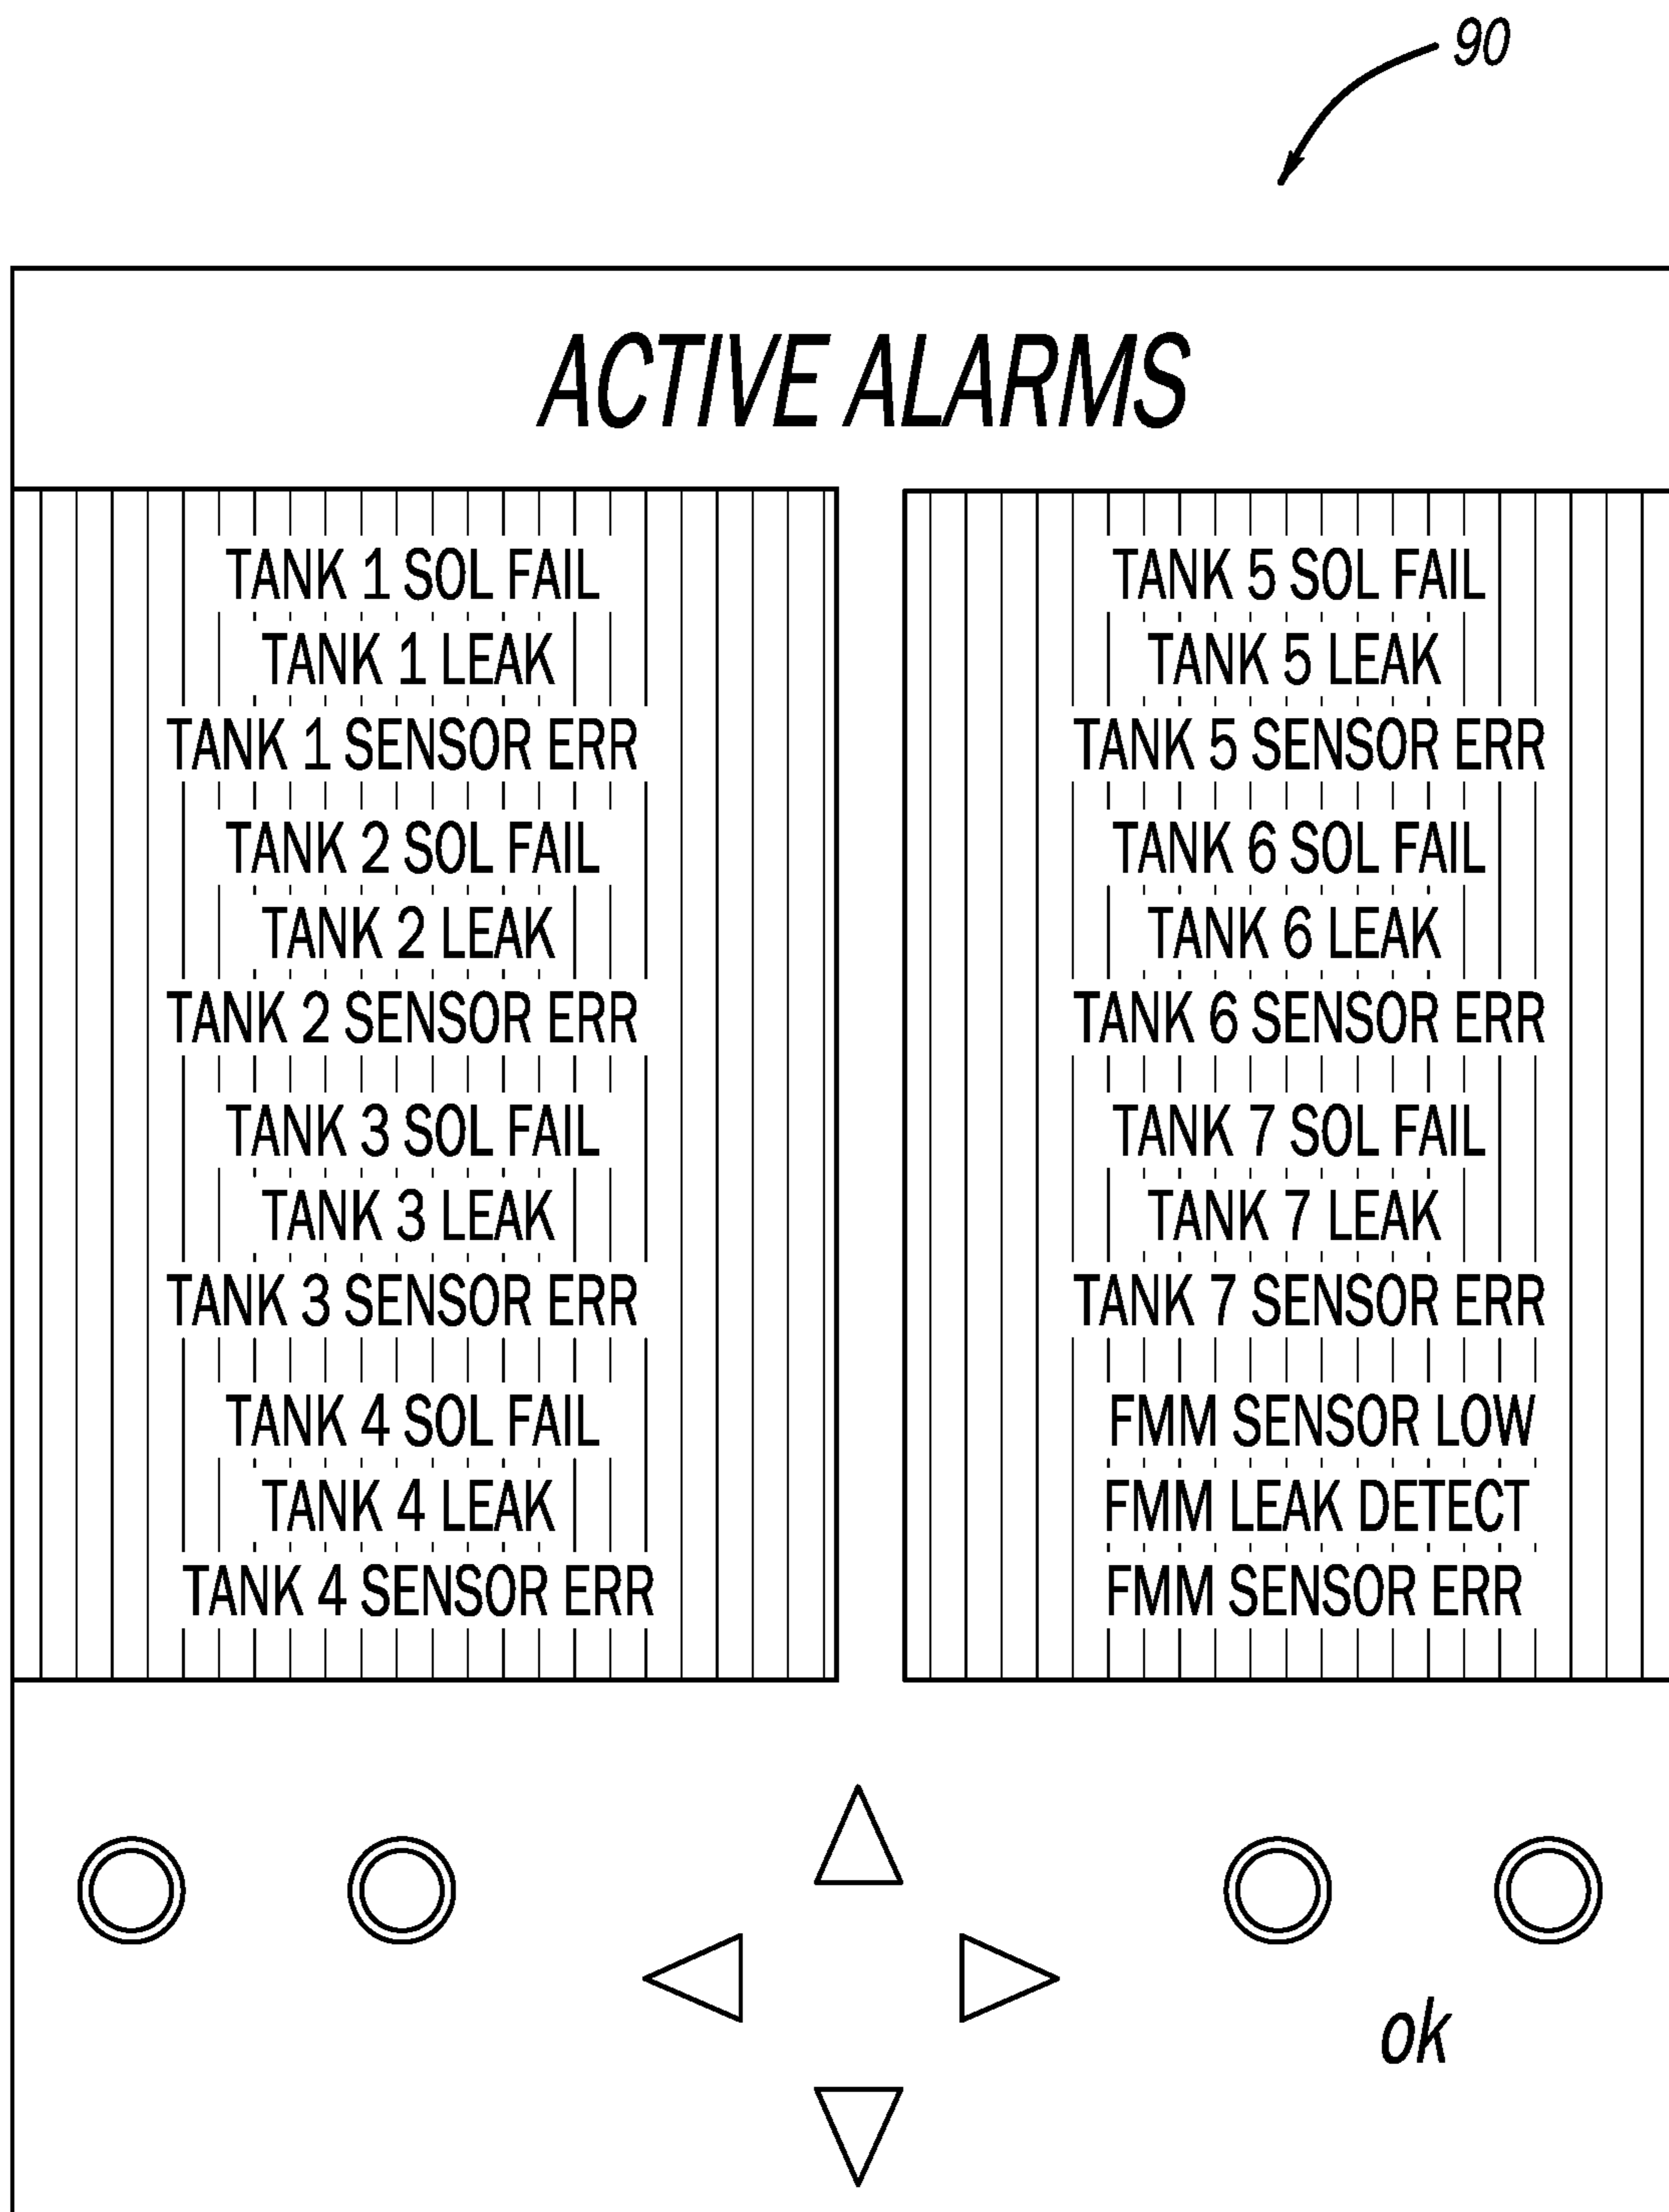 90
ACTIVE ALARMS
TANK 1 SOL FAIL
TANK 1 LEAK
TANK 1 SENSOR ERR
TANK 2 SOL FAIL
TANK 2 LEAK
TANK 2 SENSOR ERR
TANK 3 SOL FAIL
TANK 3 LEAK
TANK 3 SENSOR ERR
TANK 4 SOL FAIL
TANK 4 LEAK
TANK 4 SENSOR ERR
TANK 5 SOL FAIL
TANK 5 LEAK
TANK 5 SENSOR ERR
TANK 6 SOL FAIL
TANK 6 LEAK
TANK 6 SENSOR ERR
TANK 7 SOL FAIL
TANK 7 LEAK
TANK 7 SENSOR ERR
FMM SENSOR LOW
FMM LEAK DETECT
FMM SENSOR ERR
ok